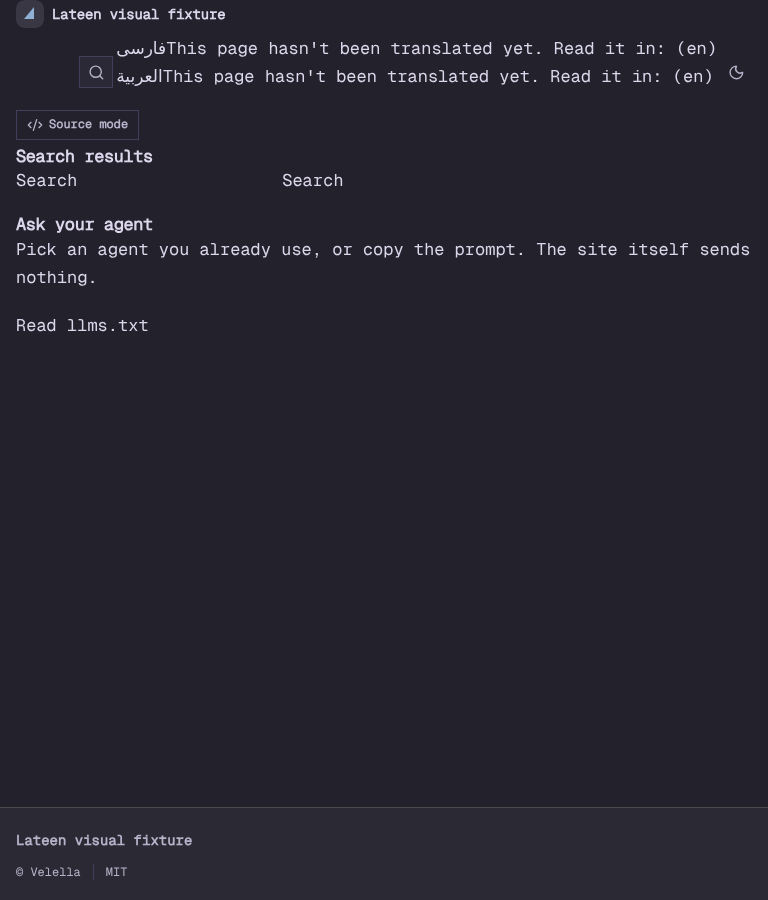 Lateen visual fixture
فارسیThis page hasn't been translated yet. Read it in: (en)
العربيةThis page hasn't been translated yet. Read it in: (en)
</> Source mode
Search results
Search Search
Ask your agent
Pick an agent you already use, or copy the prompt. The site itself sends
nothing.
Read llms.txt
Lateen visual fixture
© Velella MIT